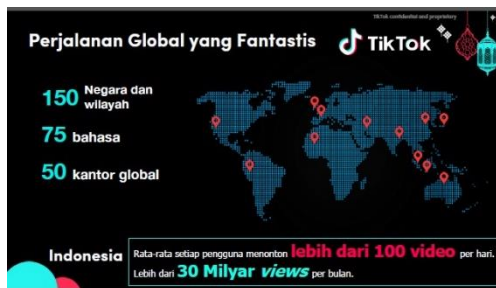 TikTok confidential and proprietary
Perjalanan Global yang Fantastis
TikTok
150 Negara dan
wilayah
75 bahasa
50 kantor global
Indonesia
Rata-rata setiap pengguna menonton lebih dari 100 video per hari.
Lebih dari 30 Milyar views per bulan.